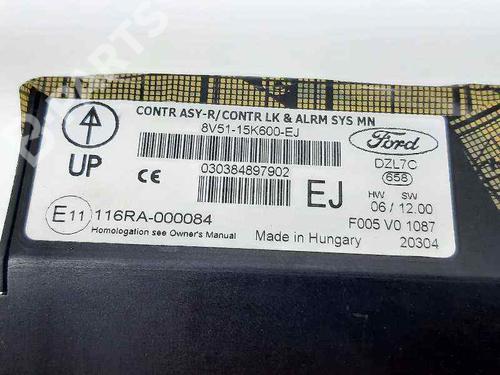 CONTR ASY-R/CONTR LK & ALRM SYS MN
8V51-15K600-EJ
Ford
UP
CE
030384897902
EJ
DZL7C
658
HW SW
06 / 12.00
E11 116RA-000084
F005 V0 1087
Homologation see Owner's Manual
Made in Hungary
20304